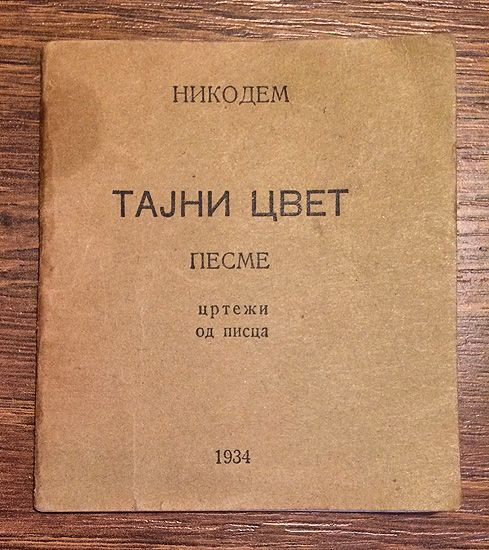 НИКОДЕМ
ТАЈНИ ЦВЕТ
ПЕСМЕ
цртежи
од писца
1934